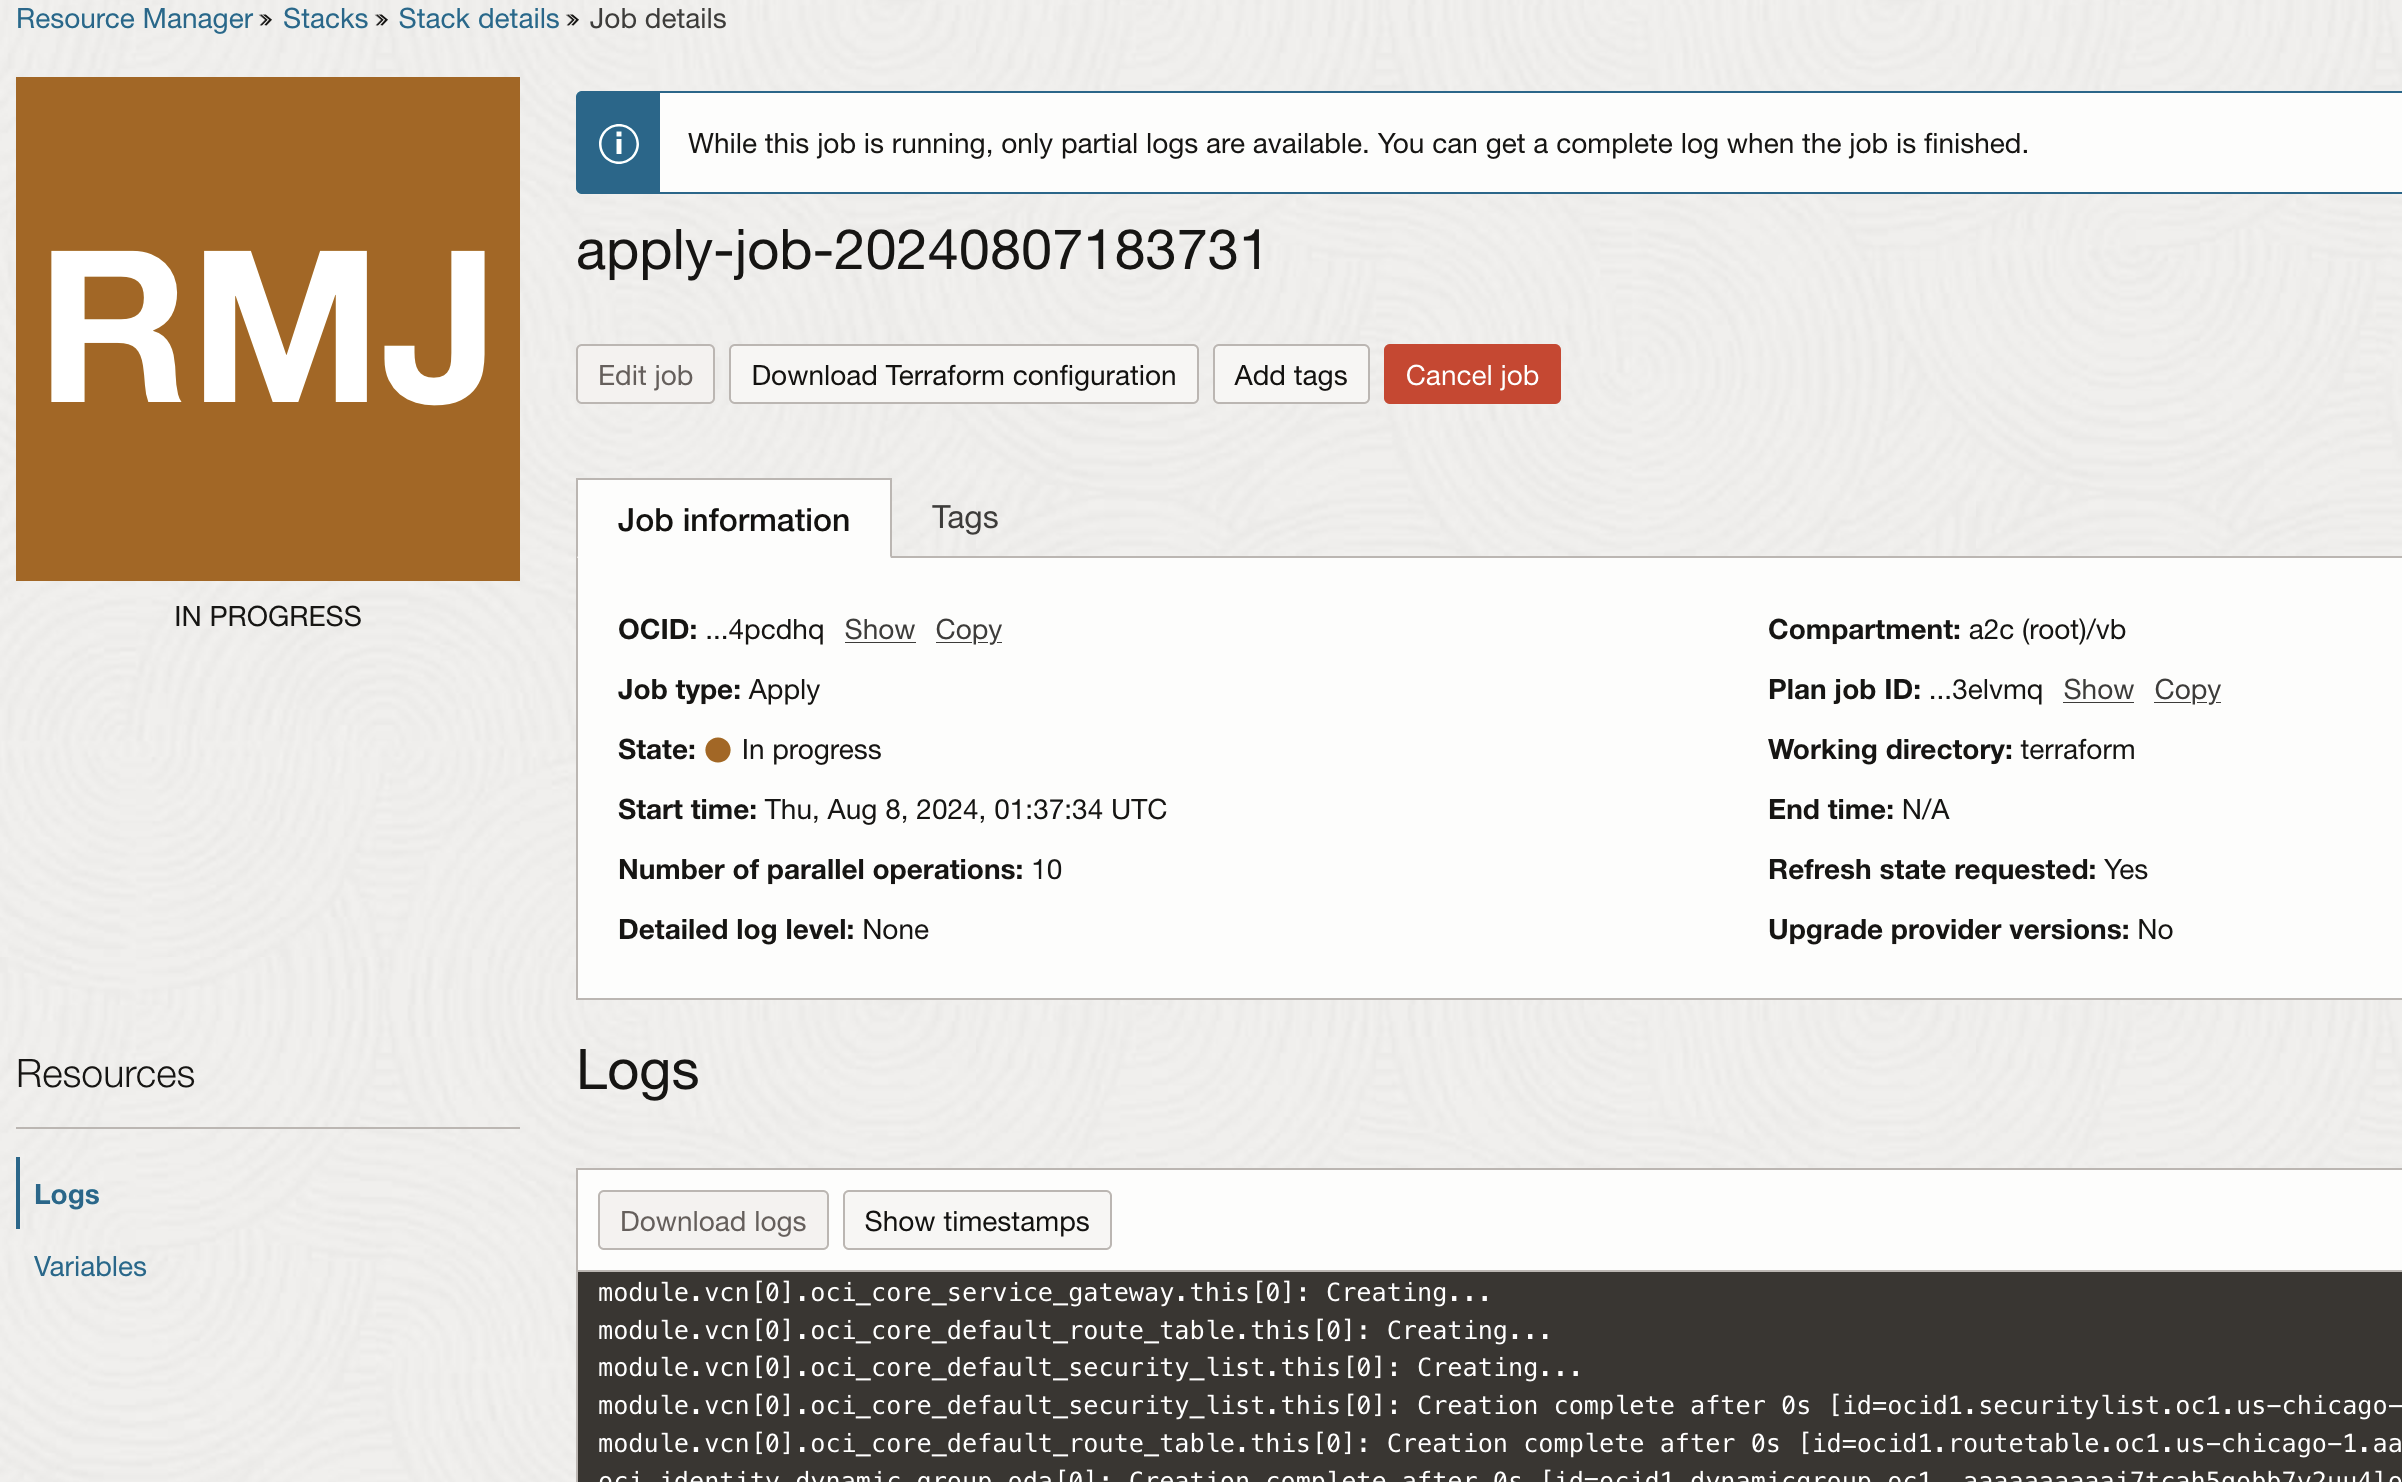 Resource Manager » Stacks » Stack details » Job details
RMJ
IN PROGRESS
While this job is running, only partial logs are available. You can get a complete log when the job is finished.
apply-job-20240807183731
Edit job Download Terraform configuration Add tags Cancel job
Job information Tags
OCID: ...4pcdhq Show Copy
Job type: Apply
State: In progress
Start time: Thu, Aug 8, 2024, 01:37:34 UTC
Number of parallel operations: 10
Detailed log level: None
Compartment: a2c (root)/vb
Plan job ID: ...3elvmq Show Copy
Working directory: terraform
End time: N/A
Refresh state requested: Yes
Upgrade provider versions: No
Resources
Logs
Variables
Logs
Download logs Show timestamps
module.vcn[0].oci_core_service_gateway.this[0]: Creating...
module.vcn[0].oci_core_default_route_table.this[0]: Creating...
module.vcn[0].oci_core_default_security_list.this[0]: Creating...
module.vcn[0].oci_core_default_security_list.this[0]: Creation complete after 0s [id=ocid1.securitylist.oc1.us-chicago-
module.vcn[0].oci_core_default_route_table.this[0]: Creation complete after 0s [id=ocid1.routetable.oc1.us-chicago-1.aa
oci_identity_dynamic_group.oda[0]: Creation complete after 0s